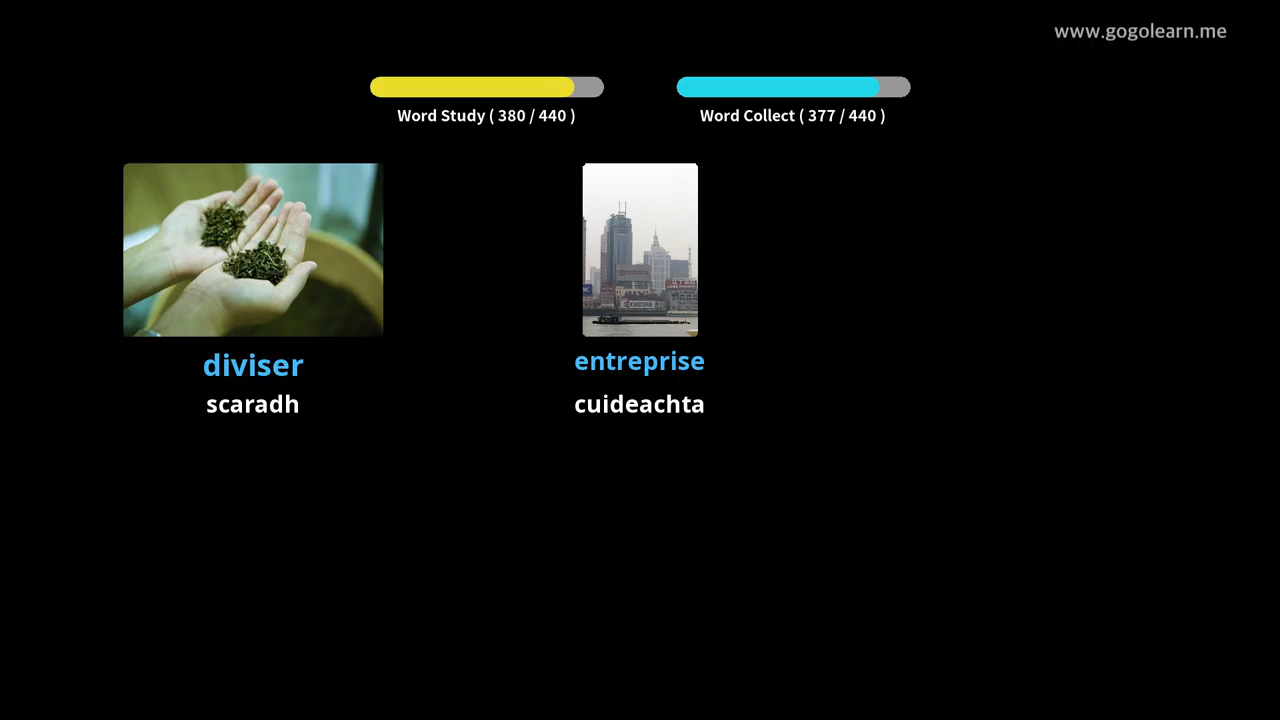 www.gogolearn.me
Word Study ( 380 / 440 )
Word Collect ( 377 / 440 )
diviser
scaradh
entreprise
cuideachta